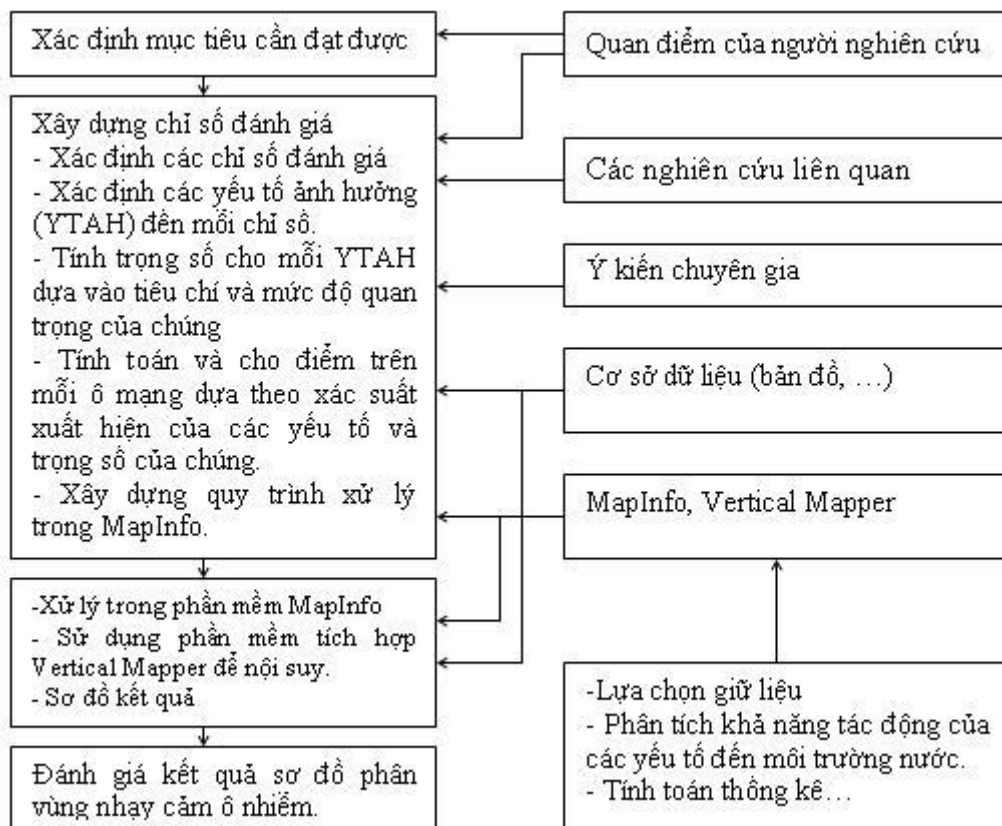 Xác định mục tiêu cần đạt được
Quan điểm của người nghiên cứu
Xây dựng chỉ số đánh giá
- Xác định các chỉ số đánh giá
- Xác định các yếu tố ảnh hưởng
(YTAH) đến mỗi chỉ số.
- Tính trọng số cho mỗi YTAH
dựa vào tiêu chí và mức độ quan
trọng của chúng
- Tính toán và cho điểm trên
mỗi ô mạng dựa theo xác suất
xuất hiện của các yếu tố và
trọng số của chúng.
- Xây dựng quy trình xử lý
trong MapInfo.
Các nghiên cứu liên quan
Ý kiến chuyên gia
Cơ sở dữ liệu (bản đồ, …)
MapInfo, Vertical Mapper
-Xử lý trong phần mềm MapInfo
- Sử dụng phần mềm tích hợp
Vertical Mapper để nội suy.
- Sơ đồ kết quả
-Lựa chọn giữ liệu
- Phân tích khả năng tác động của
các yếu tố đến môi trường nước.
- Tính toán thống kê…
Đánh giá kết quả sơ đồ phân
vùng nhạy cảm ô nhiễm.